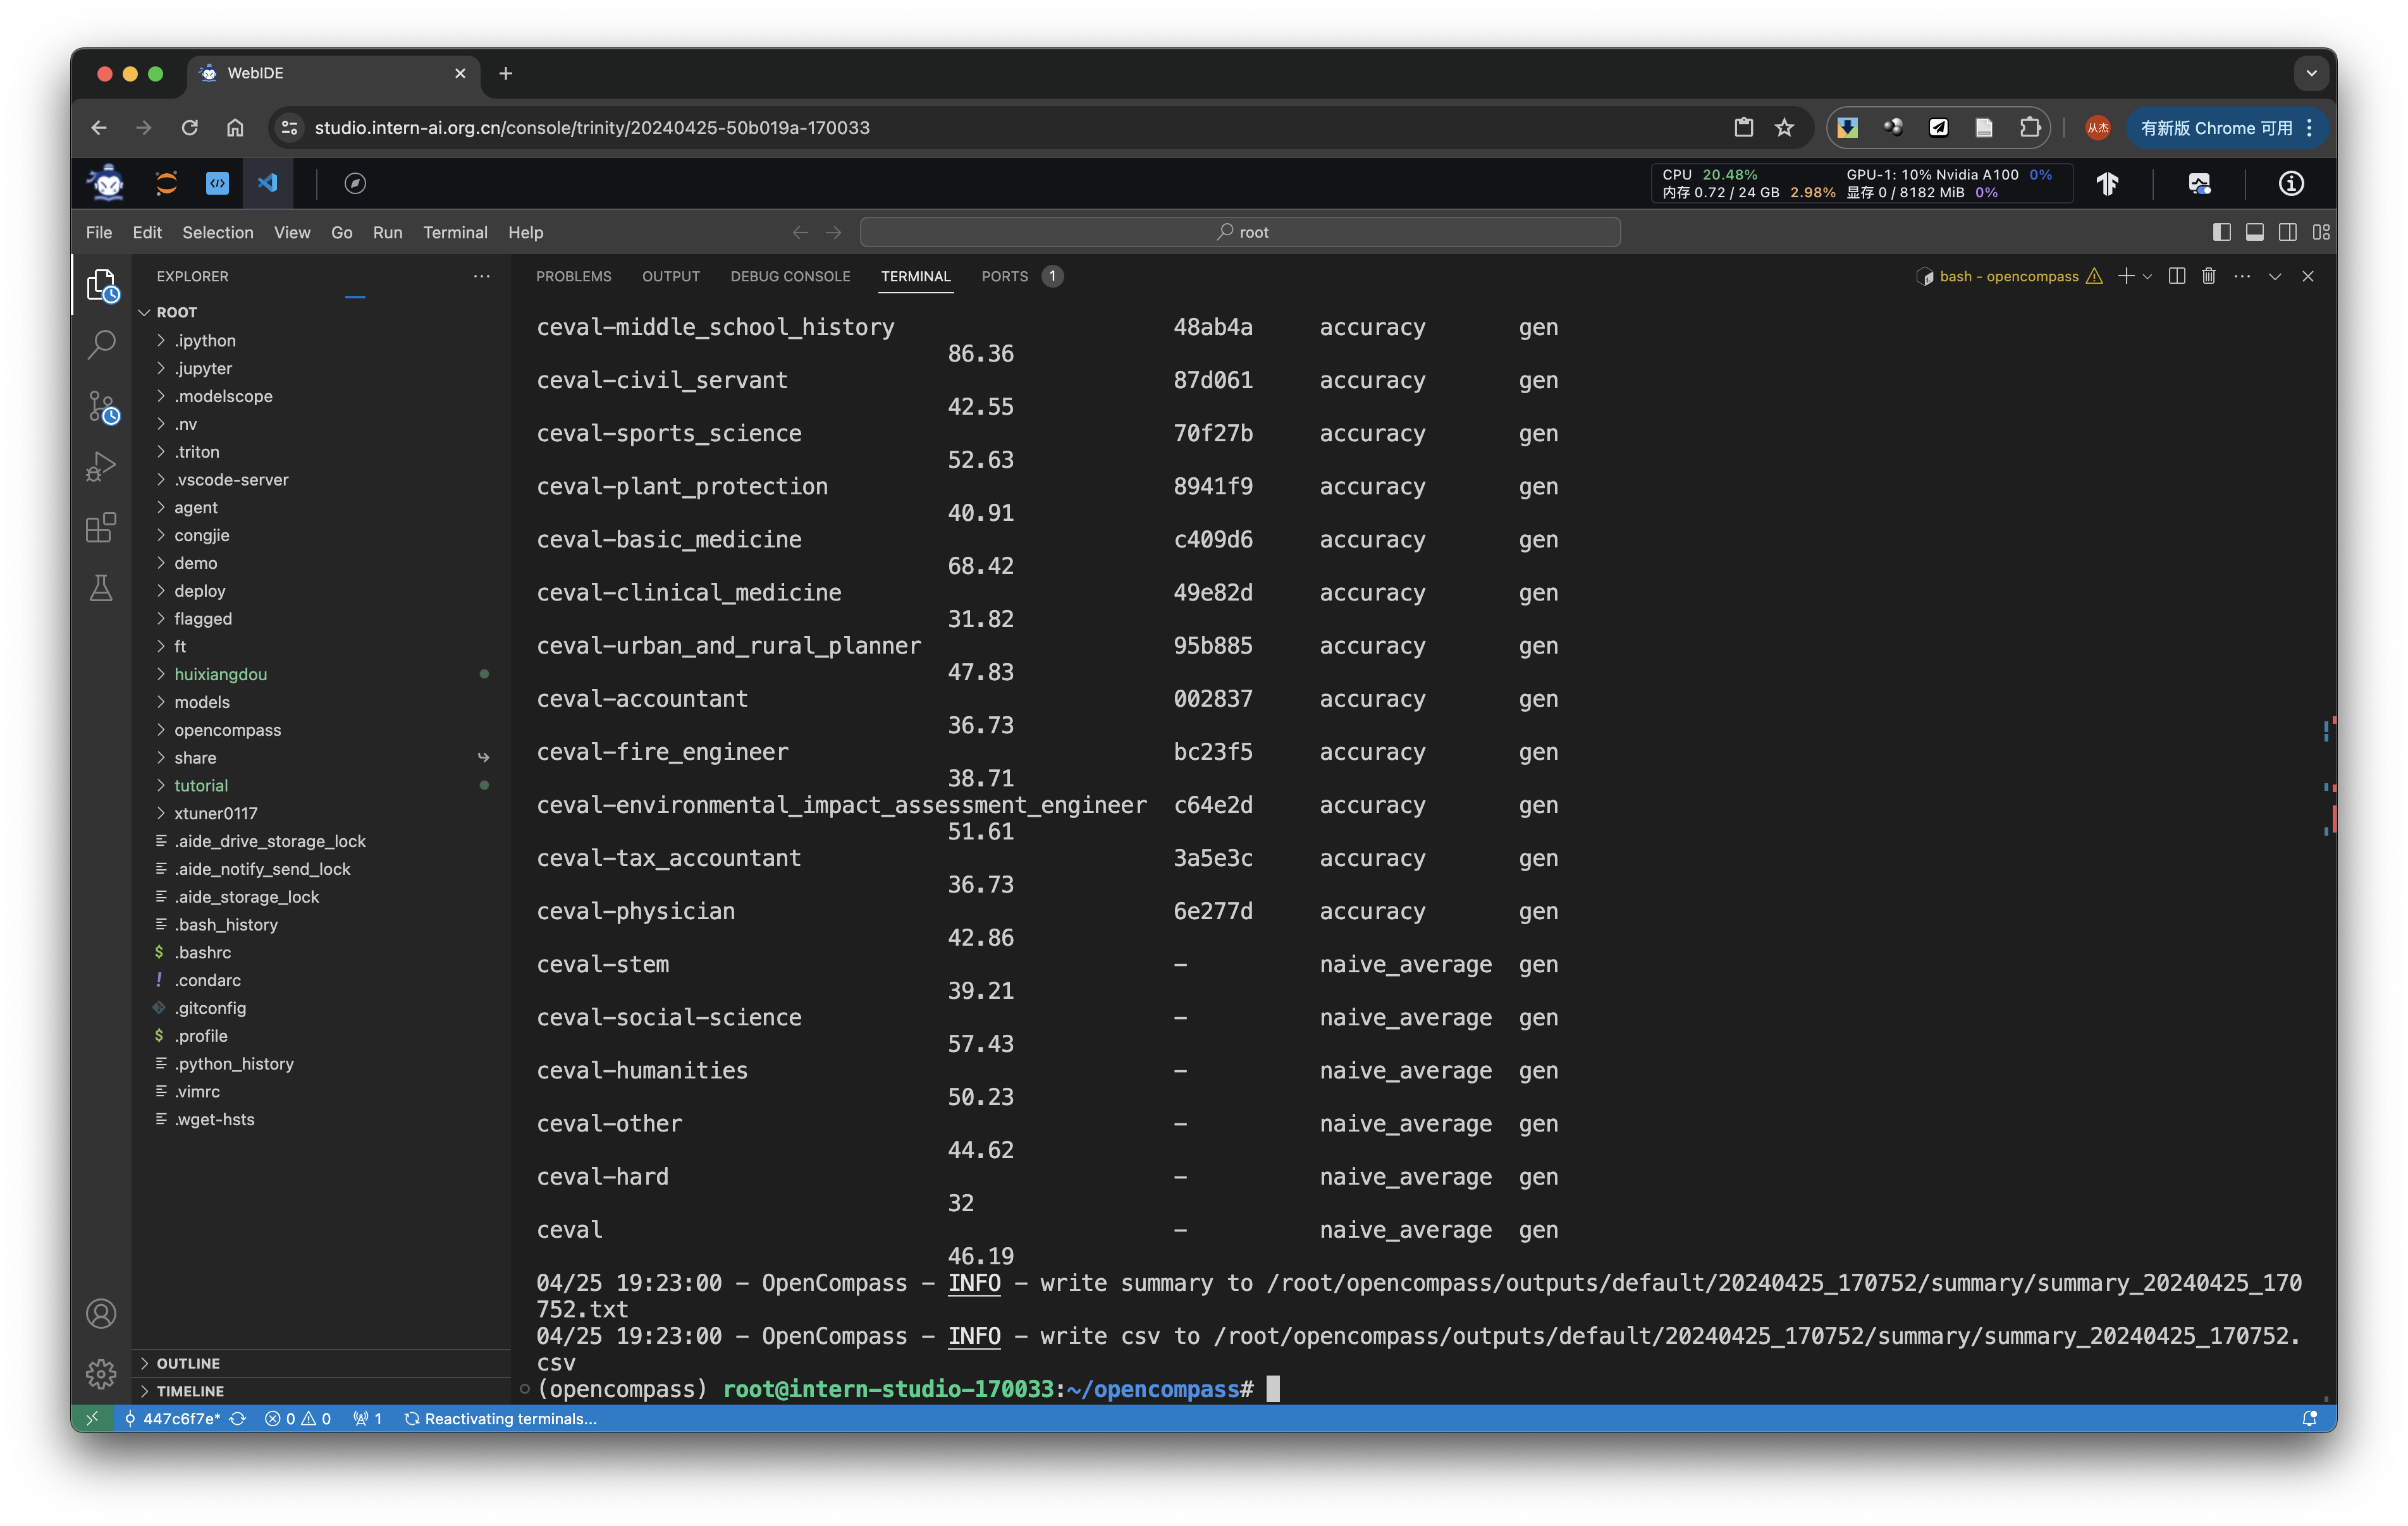 WebIDE
studio.intern-ai.org.cn/console/trinity/20240425-50b019a-170033
从杰
有新版 Chrome 可用
CPU 20.48% GPU-1: 10% Nvidia A100 0%
内存 0.72 / 24 GB 2.98% 显存 0 / 8182 MiB 0%
File Edit Selection View Go Run Terminal Help
root
EXPLORER
PROBLEMS OUTPUT DEBUG CONSOLE TERMINAL PORTS 1
bash - opencompass
ROOT
.ipython
.jupyter
.modelscope
.nv
.triton
.vscode-server
agent
congjie
demo
deploy
flagged
ft
huixiangdou
models
opencompass
share
tutorial
xtuner0117
.aide_drive_storage_lock
.aide_notify_send_lock
.aide_storage_lock
.bash_history
$ .bashrc
! .condarc
.gitconfig
$ .profile
.python_history
.vimrc
.wget-hsts
OUTLINE
TIMELINE
ceval-middle_school_history 48ab4a accuracy gen
86.36
ceval-civil_servant 87d061 accuracy gen
42.55
ceval-sports_science 70f27b accuracy gen
52.63
ceval-plant_protection 8941f9 accuracy gen
40.91
ceval-basic_medicine c409d6 accuracy gen
68.42
ceval-clinical_medicine 49e82d accuracy gen
31.82
ceval-urban_and_rural_planner 95b885 accuracy gen
47.83
ceval-accountant 002837 accuracy gen
36.73
ceval-fire_engineer bc23f5 accuracy gen
38.71
ceval-environmental_impact_assessment_engineer c64e2d accuracy gen
51.61
ceval-tax_accountant 3a5e3c accuracy gen
36.73
ceval-physician 6e277d accuracy gen
42.86
ceval-stem - naive_average gen
39.21
ceval-social-science - naive_average gen
57.43
ceval-humanities - naive_average gen
50.23
ceval-other - naive_average gen
44.62
ceval-hard - naive_average gen
32
ceval - naive_average gen
46.19
04/25 19:23:00 - OpenCompass - INFO - write summary to /root/opencompass/outputs/default/20240425_170752/summary/summary_20240425_170
752.txt
04/25 19:23:00 - OpenCompass - INFO - write csv to /root/opencompass/outputs/default/20240425_170752/summary/summary_20240425_170752.
csv
(opencompass) root@intern-studio-170033:~/opencompass#
447c6f7e* 0 0 1 Reactivating terminals...